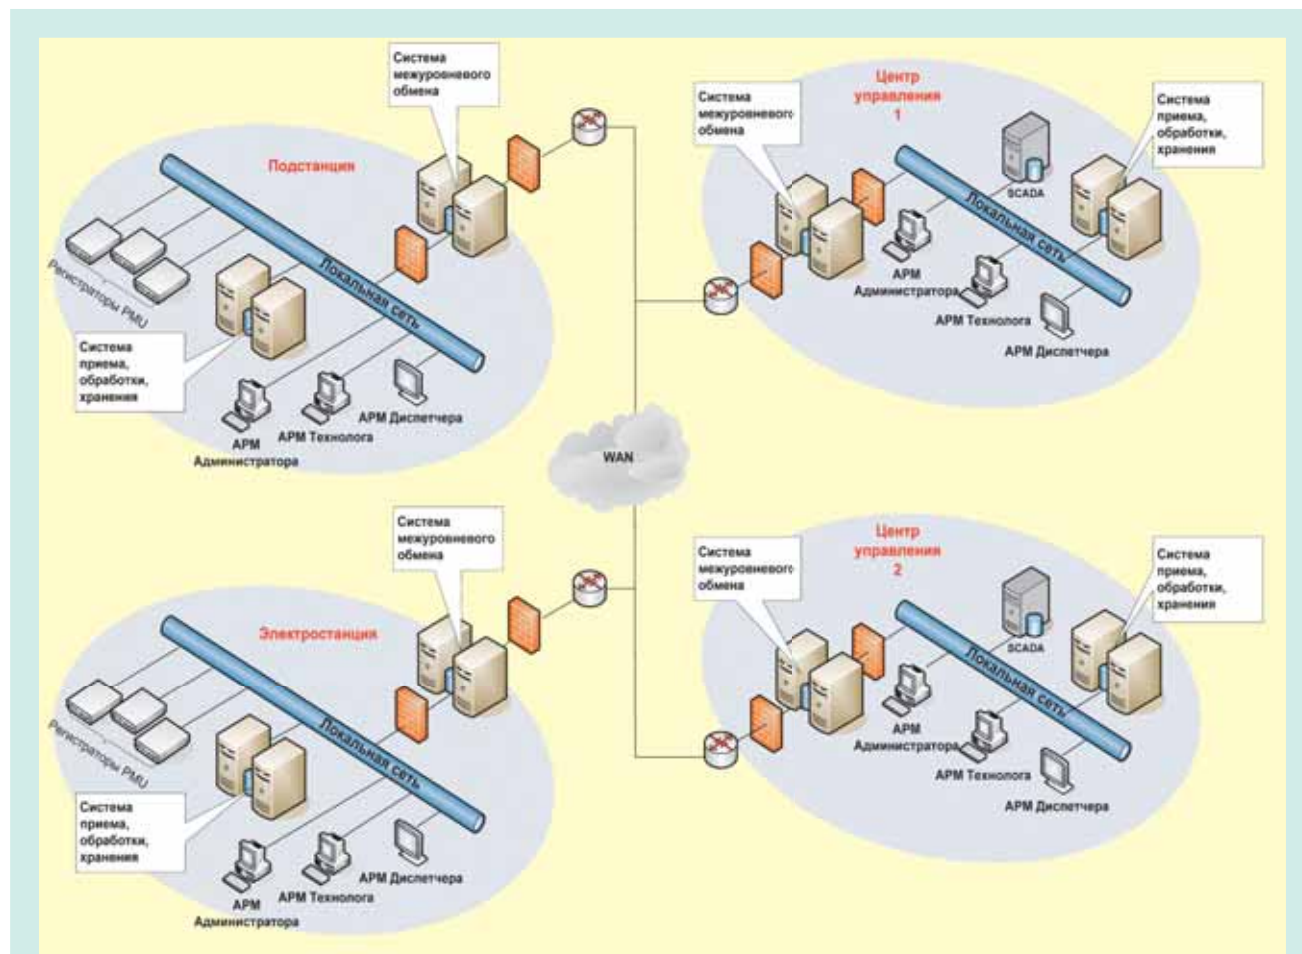 Система
межуровневого
обмена
Подстанция
Локальная сеть
Регистраторы PMU
Система
приема,
обработки,
хранения
АРМ
Администратора
АРМ Технолога
АРМ Диспетчера
Центр
управления
1
Система
межуровневого
обмена
Система
приема,
обработки,
хранения
SCADA
Локальная сеть
АРМ
Администратора
АРМ Технолога
АРМ Диспетчера
WAN
Система
межуровневого
обмена
Электростанция
Локальная сеть
Регистраторы PMU
Система
приема,
обработки,
хранения
АРМ
Администратора
АРМ Технолога
АРМ Диспетчера
Центр
управления
2
Система
межуровневого
обмена
Система
приема,
обработки,
хранения
SCADA
Локальная сеть
АРМ
Администратора
АРМ Технолога
АРМ Диспетчера